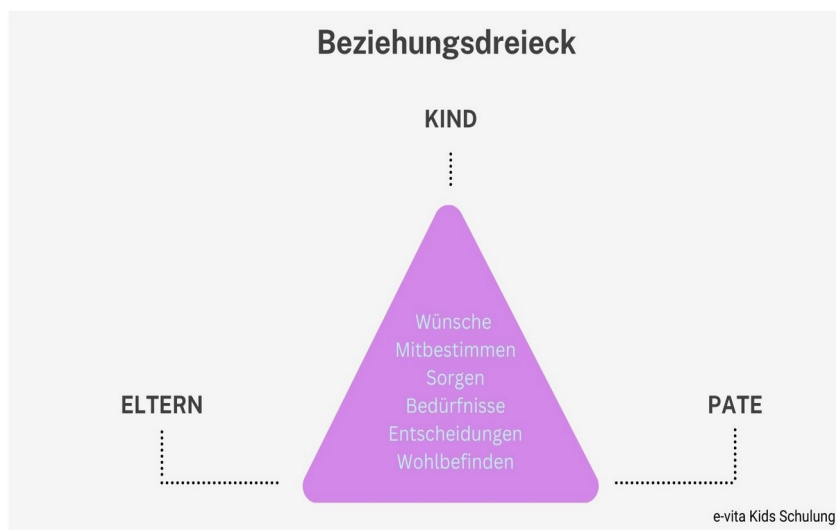 Beziehungsdreieck
KIND
Wünsche
Mitbestimmen
Sorgen
Bedürfnisse
Entscheidungen
Wohlbefinden
ELTERN
PATE
e-vita Kids Schulung